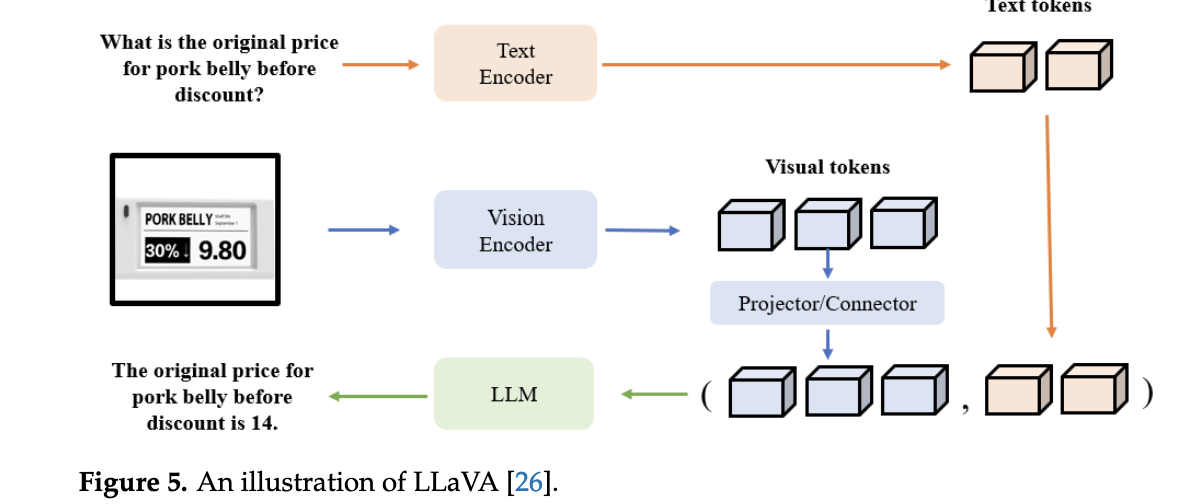 Text tokens
What is the original price
for pork belly before
discount?
Text
Encoder
Visual tokens
PORK BELLY
30%↓ 9.80
Vision
Encoder
Projector/Connector
The original price for
pork belly before
discount is 14.
LLM
( , )
Figure 5. An illustration of LLaVA [26].